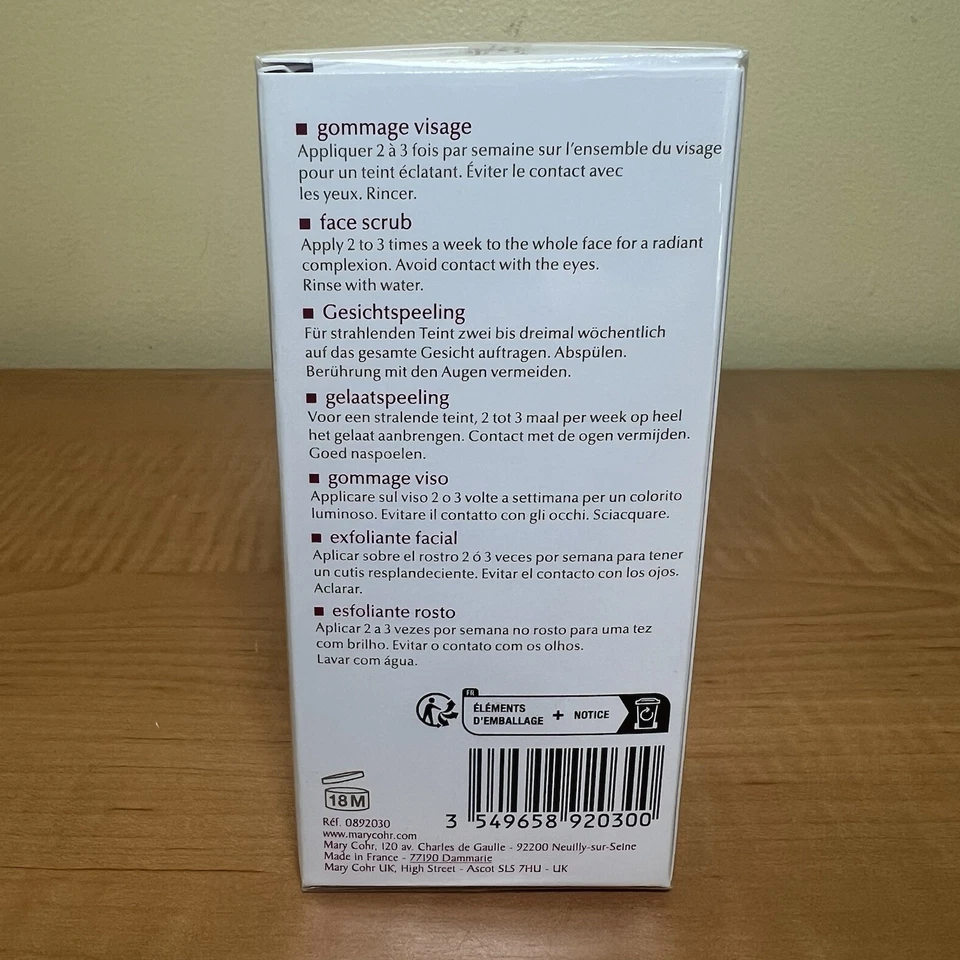 gommage visage
Appliquer 2 à 3 fois par semaine sur l'ensemble du visage
pour un teint éclatant. Éviter le contact avec
les yeux. Rincer.
face scrub
Apply 2 to 3 times a week to the whole face for a radiant
complexion. Avoid contact with the eyes.
Rinse with water.
Gesichtspeeling
Für strahlenden Teint zwei bis dreimal wöchentlich
auf das gesamte Gesicht auftragen. Abspülen.
Berührung mit den Augen vermeiden.
gelaatspeeling
Voor een stralende teint, 2 tot 3 maal per week op heel
het gelaat aanbrengen. Contact met de ogen vermijden.
Goed naspoelen.
gommage viso
Applicare sul viso 2 o 3 volte a settimana per un colorito
luminoso. Evitare il contatto con gli occhi. Sciacquare.
exfoliante facial
Aplicar sobre el rostro 2 ó 3 veces por semana para tener
un cutis resplandeciente. Evitar el contacto con los ojos.
Aclarar.
esfoliante rosto
Aplicar 2 a 3 vezes por semana no rosto para uma tez
com brilho. Evitar o contato com os olhos.
Lavar com água.
FR
ÉLÉMENTS
D'EMBALLAGE + NOTICE
18M
3 549658 920300
Réf. 0892030
www.marycohr.com
Mary Cohr, 120 av. Charles de Gaulle - 92200 Neuilly-sur-Seine
Made in France - 77190 Dammarie
Mary Cohr UK, High Street - Ascot SL5 7HU - UK